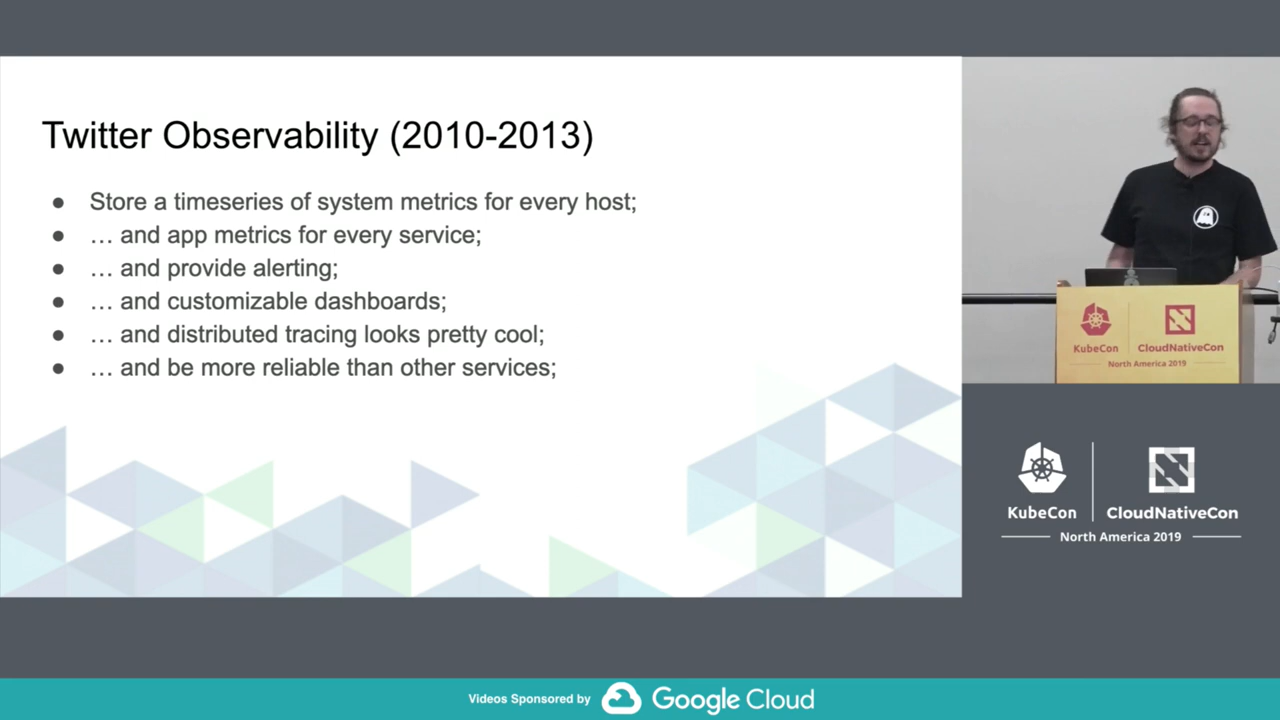 Twitter Observability (2010-2013)
● Store a timeseries of system metrics for every host;
● … and app metrics for every service;
● … and provide alerting;
● … and customizable dashboards;
● … and distributed tracing looks pretty cool;
● … and be more reliable than other services;
KubeCon
CloudNativeCon
North America 2019
KubeCon
CloudNativeCon
North America 2019
Videos Sponsored by Google Cloud